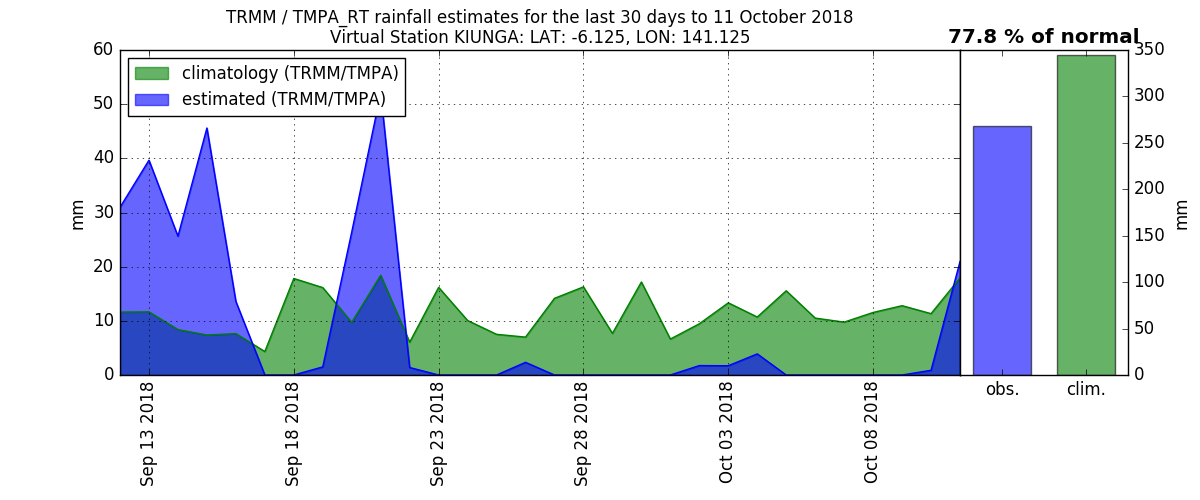 TRMM / TMPA_RT rainfall estimates for the last 30 days to 11 October 2018
Virtual Station KIUNGA: LAT: -6.125, LON: 141.125
77.8 % of normal
climatology (TRMM/TMPA)
estimated (TRMM/TMPA)
mm
60
50
40
30
20
10
0
Sep 13 2018
Sep 18 2018
Sep 23 2018
Sep 28 2018
Oct 03 2018
Oct 08 2018
obs.
clim.
350
300
250
200
150
100
50
0
mm